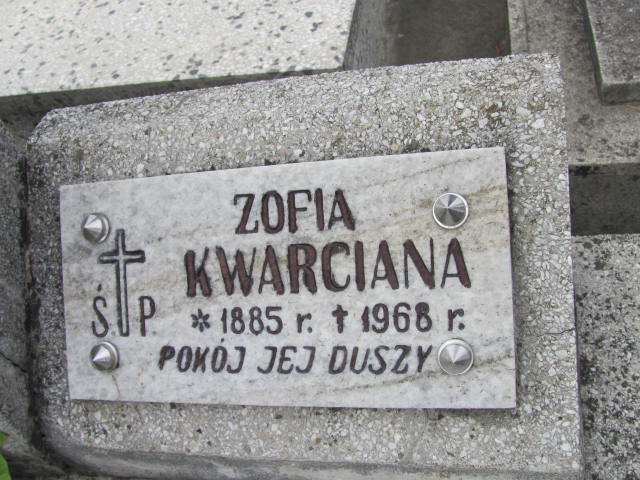 ZOFIA
KWARCIANA
Ś. P.
* 1885 r. † 1968 r.
POKÓJ JEJ DUSZY